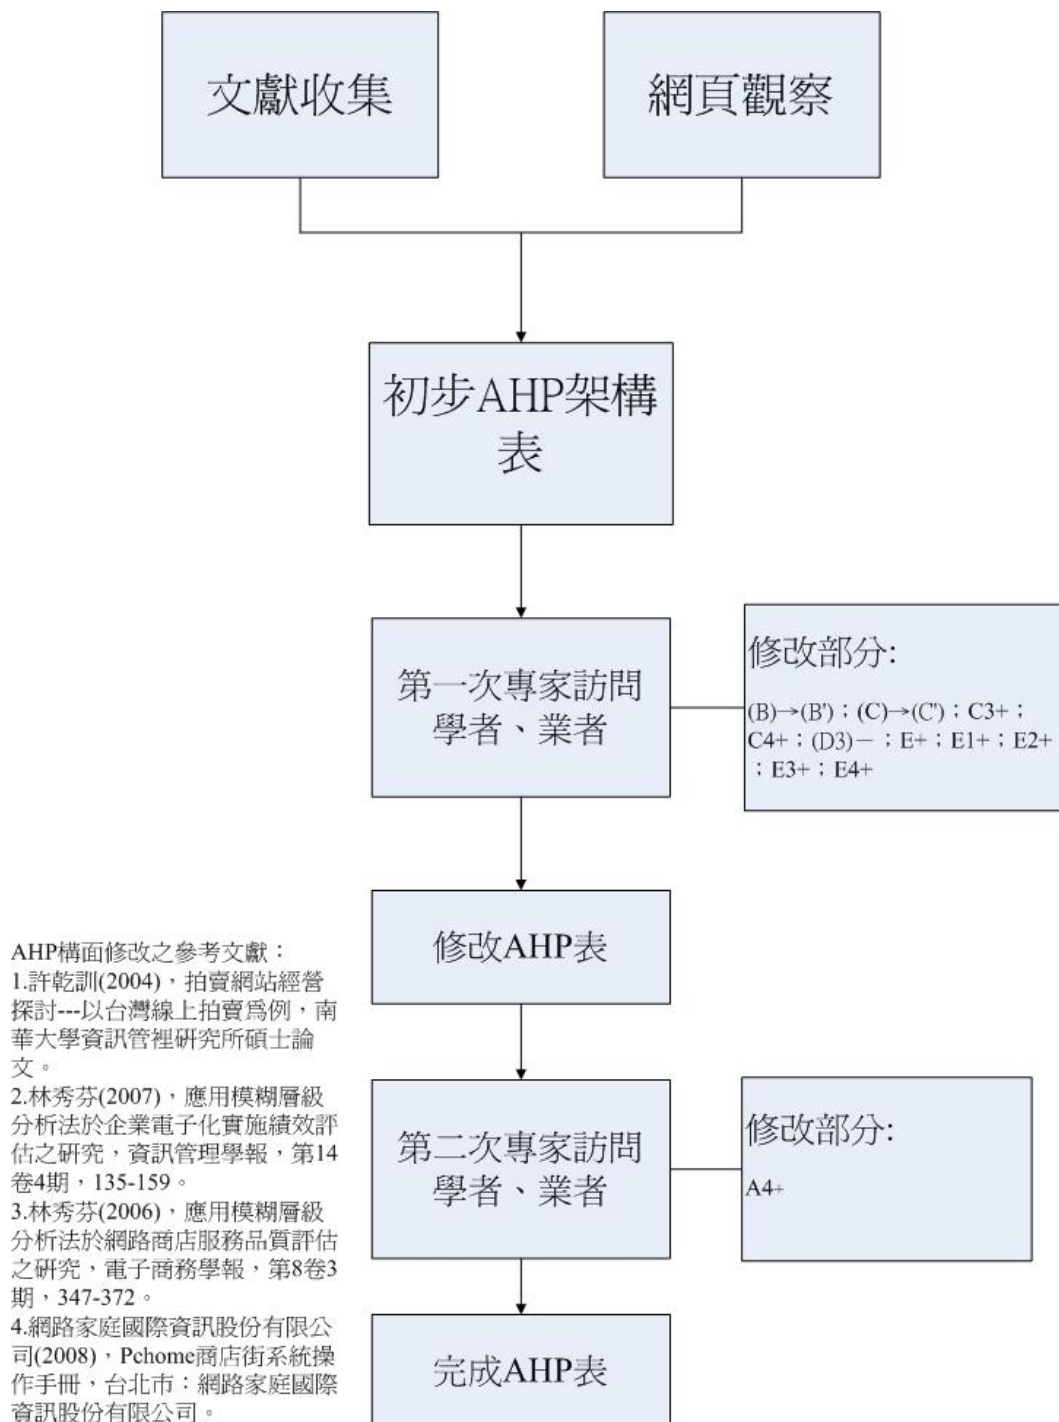 文獻收集
網頁觀察
初步AHP架構
表
第一次專家訪問
學者、業者
修改部分:
(B)→(B')；(C)→(C')；C3+；
C4+；(D3)－；E+；E1+；E2+
；E3+；E4+
修改AHP表
AHP構面修改之參考文獻：
1.許乾訓(2004)，拍賣網站經營
探討---以台灣線上拍賣爲例，南
華大學資訊管裡研究所碩士論
文。
2.林秀芬(2007)，應用模糊層級
分析法於企業電子化實施績效評
估之研究，資訊管理學報，第14
卷4期，135-159。
3.林秀芬(2006)，應用模糊層級
分析法於網路商店服務品質評估
之研究，電子商務學報，第8卷3
期，347-372。
4.網路家庭國際資訊股份有限公
司(2008)，Pchome商店街系統操
作手冊，台北市：網路家庭國際
資訊股份有限公司。
第二次專家訪問
學者、業者
修改部分:
A4+
完成AHP表